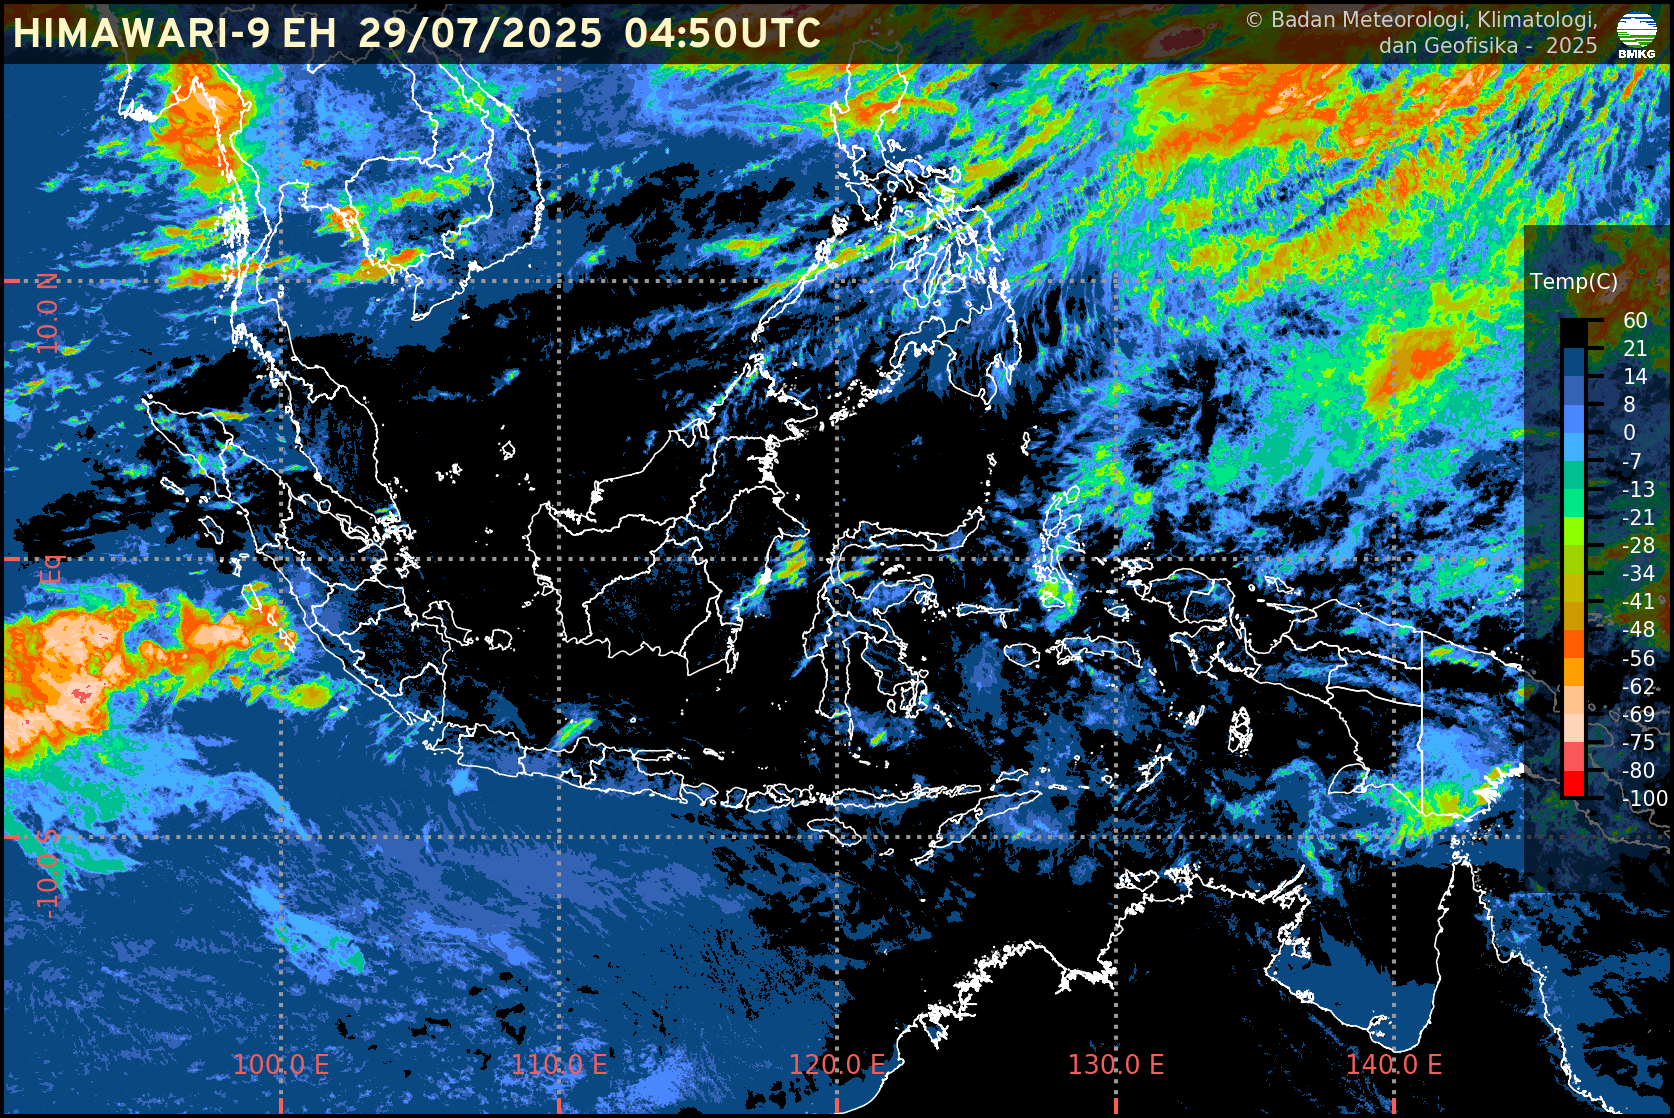 HIMAWARI-9 EH 29/07/2025 04:50UTC
© Badan Meteorologi, Klimatologi,
dan Geofisika - 2025
BMKG
10.0 N
Eq
-10.0 S
Temp(C)
60
21
14
8
0
-7
-13
-21
-28
-34
-41
-48
-56
-62
-69
-75
-80
-100
100.0 E
110.0 E
120.0 E
130.0 E
140.0 E